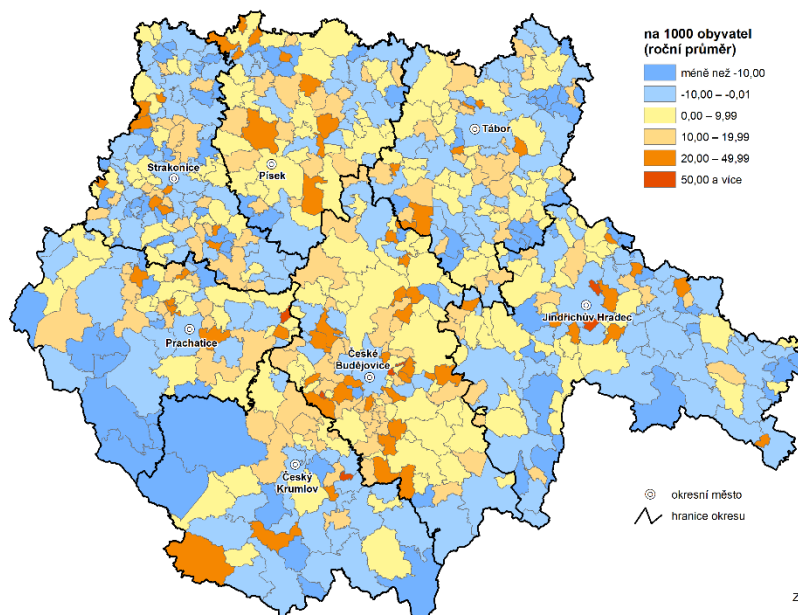 na 1000 obyvatel
(roční průměr)
méně než -10,00
-10,00 – -0,01
0,00 – 9,99
10,00 – 19,99
20,00 – 49,99
50,00 a více
Tábor
Strakonice
Písek
Jindřichův Hradec
Prachatice
České
Budějovice
Český
Krumlov
okresní město
hranice okresu
Z